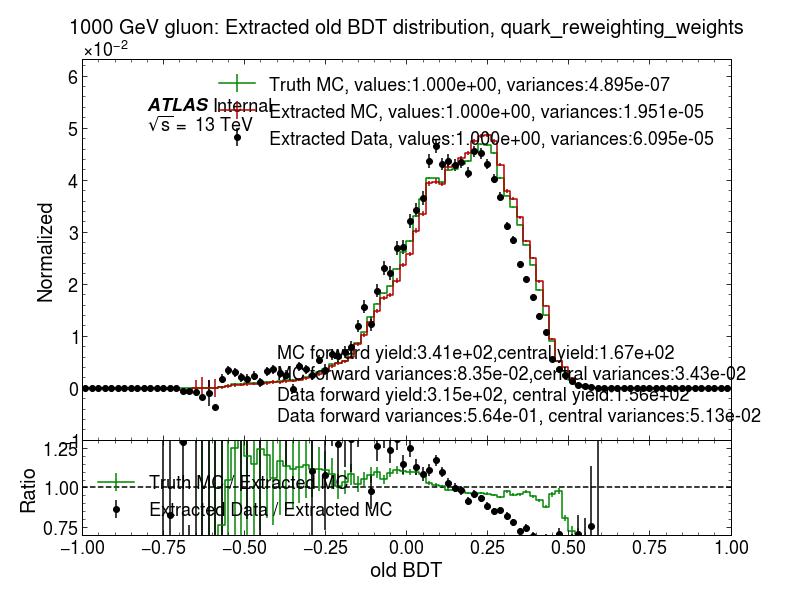 1000 GeV gluon: Extracted old BDT distribution, quark_reweighting_weights
×10⁻²
Truth MC, values:1.000e+00, variances:4.895e-07
ATLAS Internal
Extracted MC, values:1.000e+00, variances:1.951e-05
√s = 13 TeV
Extracted Data, values:1.000e+00, variances:6.095e-05
6
5
4
3
2
1
0
Normalized
MC forward yield:3.41e+02,central yield:1.67e+02
MC forward variances:8.35e-02,central variances:3.43e-02
Data forward yield:3.15e+02, central yield:1.56e+02
Data forward variances:5.64e-01, central variances:5.13e-02
1.25
1.00
0.75
Ratio
Truth MC / Extracted MC
Extracted Data / Extracted MC
−1.00 −0.75 −0.50 −0.25 0.00 0.25 0.50 0.75 1.00
old BDT